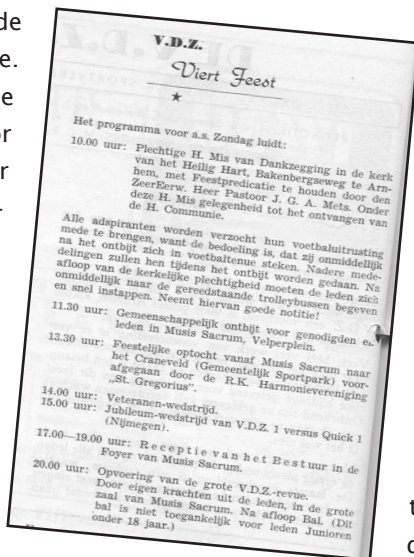 de
e.
e
or
r
-
V.D.Z.
Viert Feest
Het programma voor a.s. Zondag luidt:
10.00 uur: Plechtige H. Mis van Dankzegging in de kerk
van het Heilig Hart, Bakenbergseweg te Arn-
hem, met Feestpredicatie te houden door den
ZeerEerw. Heer Pastoor J. G. A. Mets. Onder
deze H. Mis gelegenheid tot het ontvangen van
de H. Communie.
Alle adspiranten worden verzocht hun voetbaluitrusting
mede te brengen, want de bedoeling is, dat zij onmiddellijk
na het ontbijt zich in voetbaltenue steken. Nadere mede-
delingen zullen hen tijdens het ontbijt worden gedaan. Na
afloop van de kerkelijke plechtigheid moeten de leden zich
onmiddellijk naar de gereedstaande trolleybussen begeven
en snel instappen. Neemt hiervan goede notitie!
11.30 uur: Gemeenschappelijk ontbijt voor genodigden en
leden in Musis Sacrum, Velperplein.
13.30 uur: Feestelijke optocht vanaf Musis Sacrum naar
het Craneveld (Gemeentelijk Sportpark) voor-
afgegaan door de R.K. Harmonievereniging
„St. Gregorius”.
14.00 uur: Veteranen-wedstrijd.
15.00 uur: Jubileum-wedstrijd van V.D.Z. 1 versus Quick 1
(Nijmegen).
17.00—19.00 uur: Receptie van het Bestuur in de
Foyer van Musis Sacrum.
20.00 uur: Opvoering van de grote V.D.Z.-revue.
Door eigen krachten uit de leden, in de grote
zaal van Musis Sacrum. Na afloop Bal. (Dit
bal is niet toegankelijk voor leden Junioren
onder 18 jaar.)
t